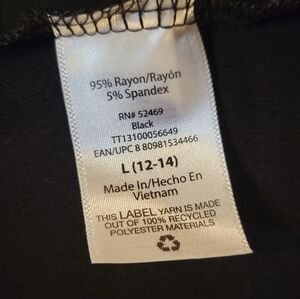 95% Rayon/Rayón
5% Spandex
RN# 52469
Black
TT13100056649
EAN/UPC 8 80981534466
L (12-14)
Made In/Hecho En
Vietnam
THIS LABEL YARN IS MADE
OUT OF 100% RECYCLED
POLYESTER MATERIALS